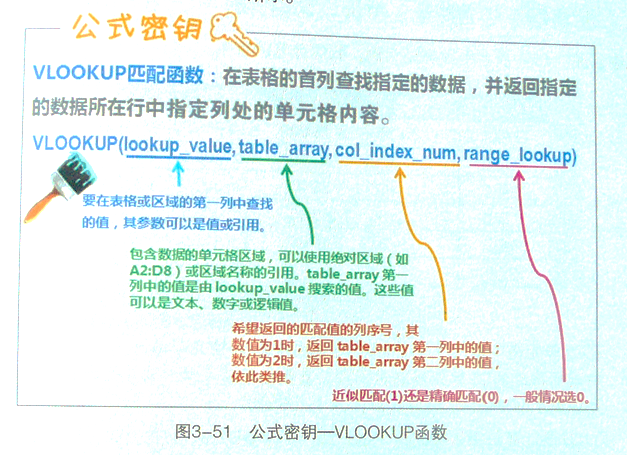 公式密钥
VLOOKUP匹配函数：在表格的首列查找指定的数据，并返回指定
的数据所在行中指定列处的单元格内容。
VLOOKUP(lookup_value,table_array,col_index_num,range_lookup)
要在表格或区域的第一列中查找
的值，其参数可以是值或引用。
包含数据的单元格区域，可以使用绝对区域（如
A2:D8）或区域名称的引用。table_array 第一
列中的值是由 lookup_value 搜索的值。这些值
可以是文本、数字或逻辑值。
希望返回的匹配值的列序号，其
数值为1时，返回 table_array 第一列中的值；
数值为2时，返回 table_array 第二列中的值，
依此类推。
近似匹配(1)还是精确匹配(0)，一般情况选0。
图3-51 公式密钥—VLOOKUP函数